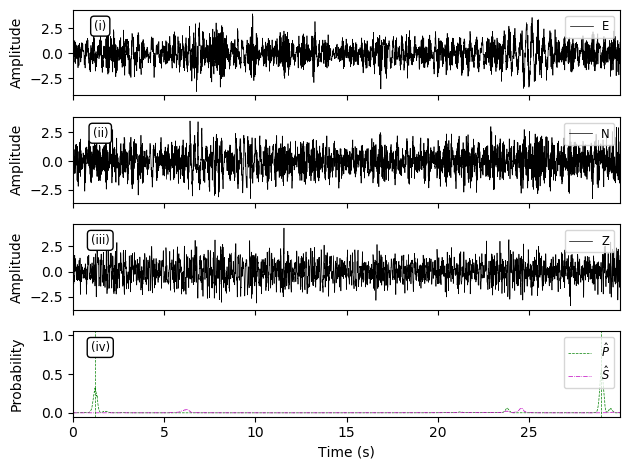 (i)
E
Amplitude
2.5
0.0
−2.5
(ii)
N
Amplitude
2.5
0.0
−2.5
(iii)
Z
Amplitude
2.5
0.0
−2.5
(iv)
P̂
Ŝ
Probability
1.0
0.5
0.0
0 5 10 15 20 25
Time (s)